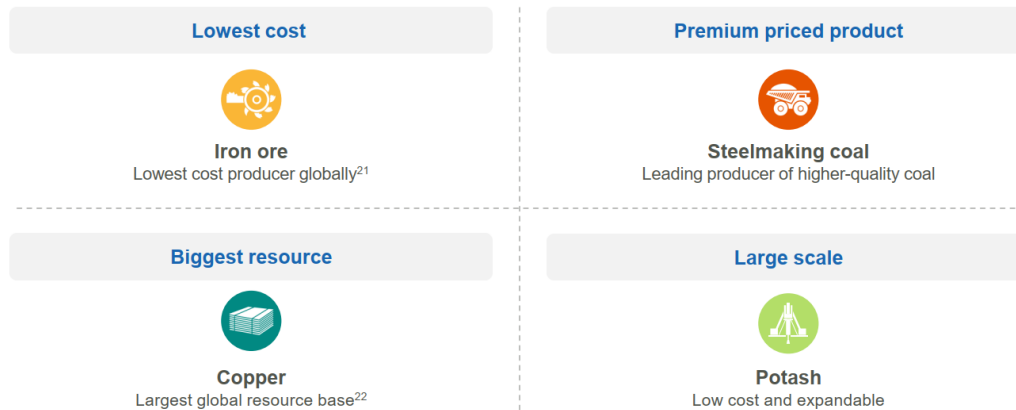 Lowest cost
Iron ore
Lowest cost producer globally21
Premium priced product
Steelmaking coal
Leading producer of higher-quality coal
Biggest resource
Copper
Largest global resource base22
Large scale
Potash
Low cost and expandable